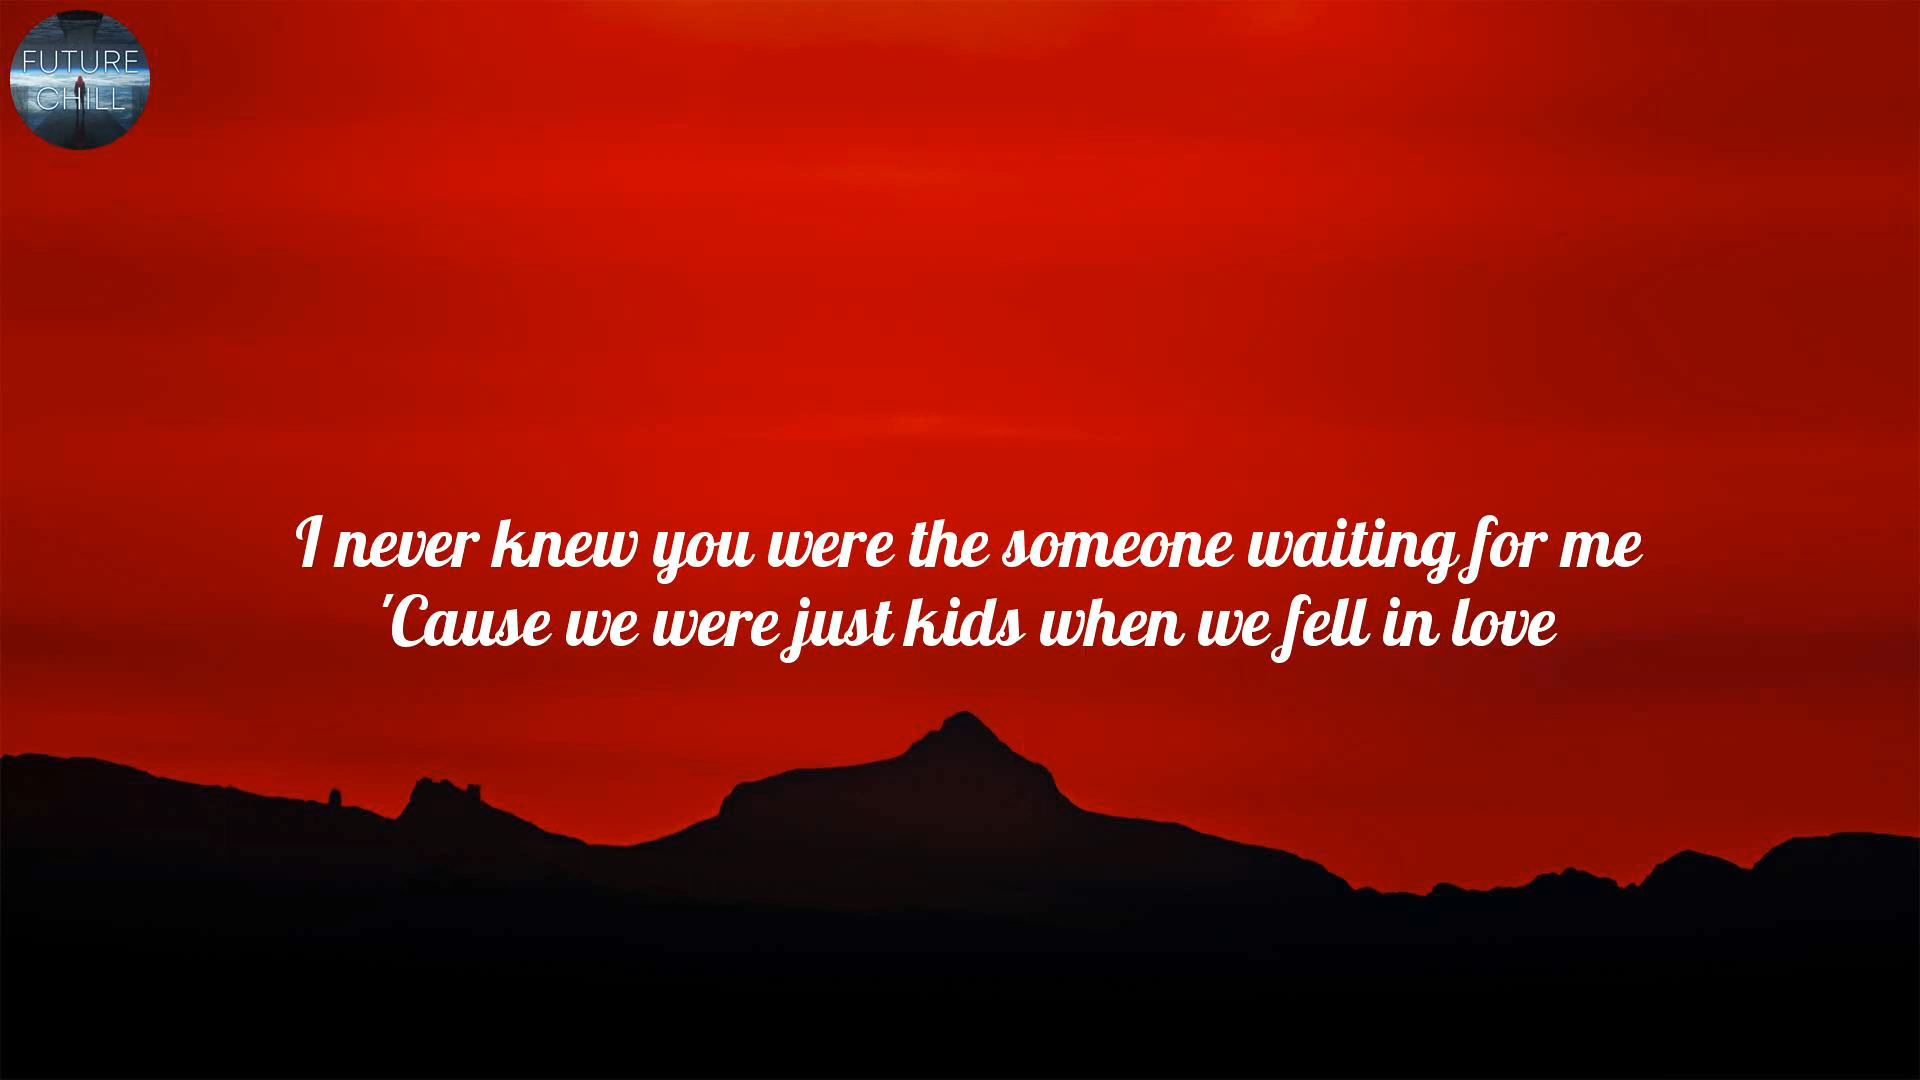 FUTURE
CHILL
I never knew you were the someone waiting for me
'Cause we were just kids when we fell in love